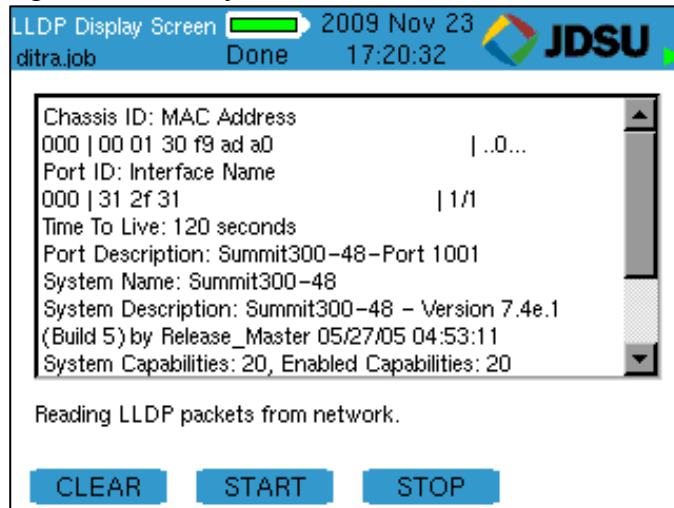 LLDP Display Screen 2009 Nov 23
ditra.job Done 17:20:32 JDSU
Chassis ID: MAC Address
000 | 00 01 30 f9 ad a0 | ..0...
Port ID: Interface Name
000 | 31 2f 31 | 1/1
Time To Live: 120 seconds
Port Description: Summit300-48-Port 1001
System Name: Summit300-48
System Description: Summit300-48 - Version 7.4e.1
(Build 5) by Release_Master 05/27/05 04:53:11
System Capabilities: 20, Enabled Capabilities: 20
Reading LLDP packets from network.
CLEAR START STOP